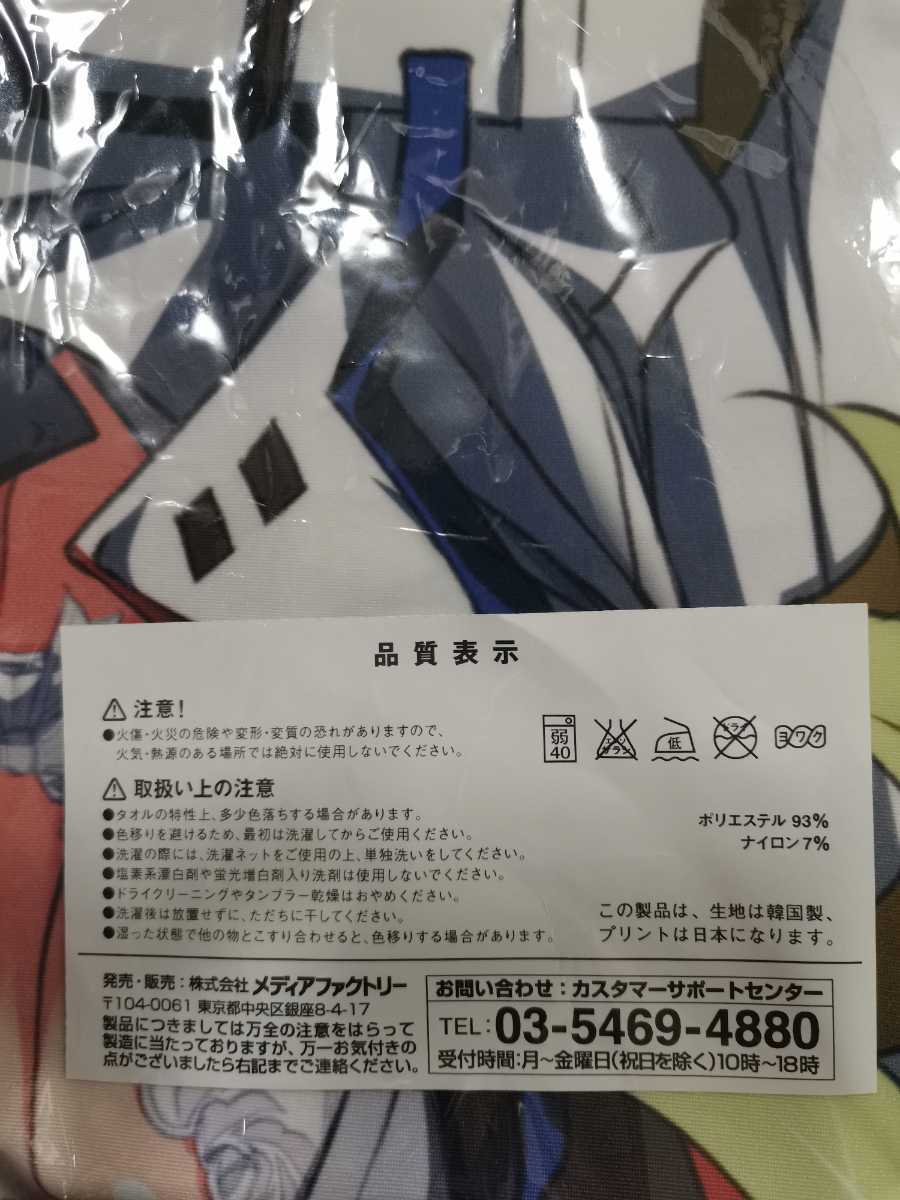 品質表示
⚠注意!
●火傷・火災の危険や変形・変質の恐れがありますので、
火気・熱源のある場所では絶対に使用しないでください。
弱
40
エンソ
サラシ
低
ドライ
ヨワク
⚠取扱い上の注意
●タオルの特性上、多少色落ちする場合があります。
●色移りを避けるため、最初は洗濯してからご使用ください。
●洗濯の際には、洗濯ネットをご使用の上、単独洗いをしてください。
●塩素系漂白剤や蛍光増白剤入り洗剤は使用しないでください。
●ドライクリーニングやタンブラー乾燥はおやめください。
●洗濯後は放置せずに、ただちに干してください。
●湿った状態で他の物とこすり合わせると、色移りする場合があります。
ポリエステル 93%
ナイロン 7%
この製品は、生地は韓国製、
プリントは日本になります。
発売・販売:株式会社 メディアファクトリー
〒104-0061 東京都中央区銀座8-4-17
製品につきましては万全の注意をはらって
製造に当たっておりますが、万一お気付きの
点がございましたら右記までご連絡ください。
お問い合わせ:カスタマーサポートセンター
TEL:03-5469-4880
受付時間:月〜金曜日(祝日を除く)10時〜18時